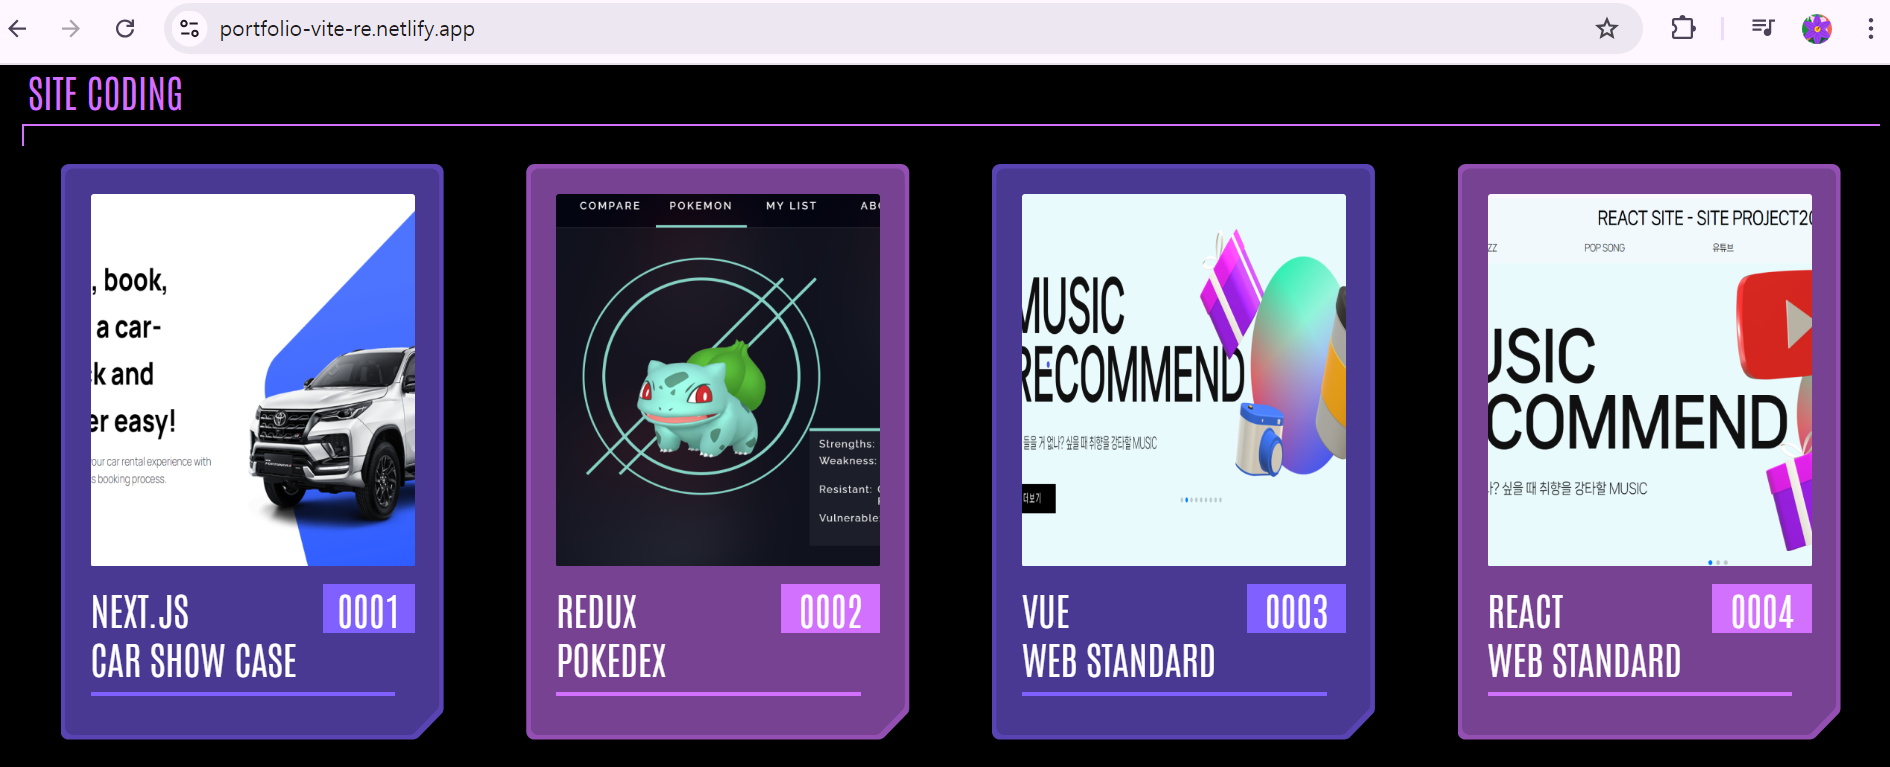 portfolio-vite-re.netlify.app
SITE CODING
, book,
a car-
k and
er easy!
our car rental experience with
s booking process.
NEXT.JS
0001
CAR SHOW CASE
COMPARE POKEMON MY LIST AB
Strengths:
Weakness:
Resistant:
Vulnerable
REDUX
0002
POKEDEX
MUSIC
RECOMMEND
들을 거 없나? 싶을 때 취향을 강타할 MUSIC
더보기
VUE
0003
WEB STANDARD
REACT SITE - SITE PROJECT20
ZZ POP SONG 유튜브
USIC
COMMEND
나? 싶을 때 취향을 강타할 MUSIC
REACT
0004
WEB STANDARD